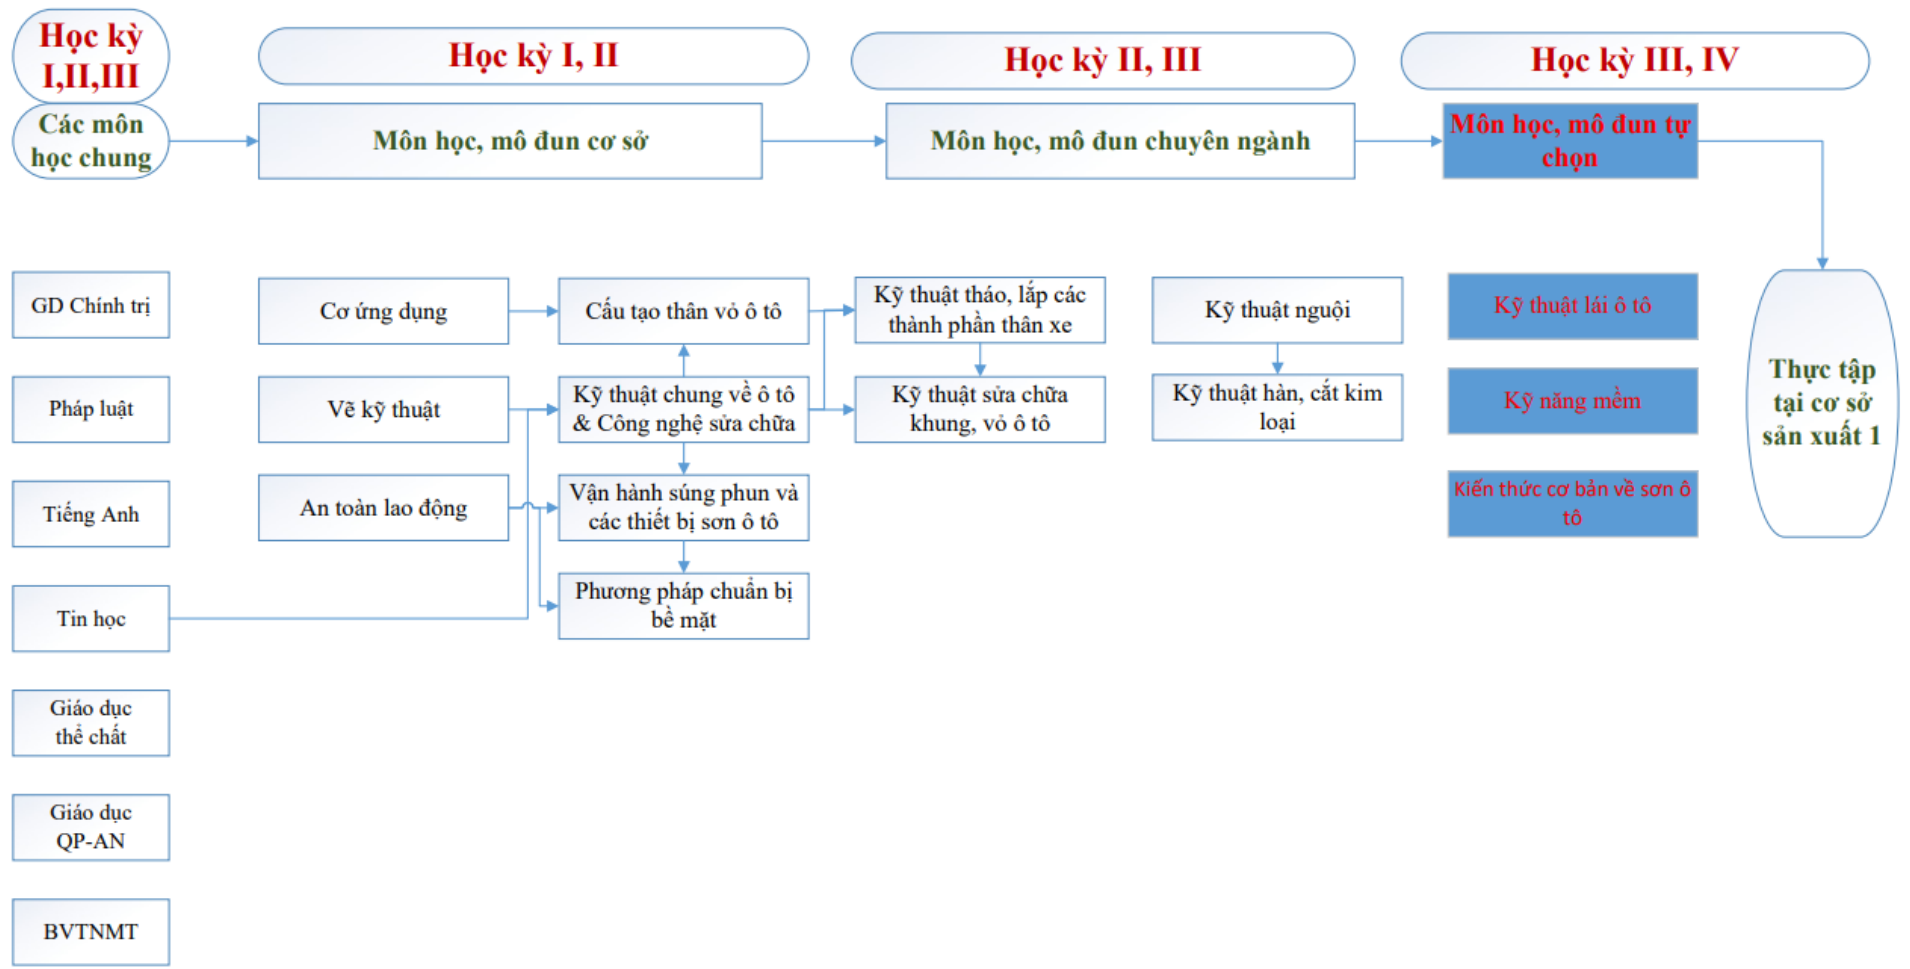 Học kỳ
I,II,III
Học kỳ I, II
Học kỳ II, III
Học kỳ III, IV
Các môn
học chung
Môn học, mô đun cơ sở
Môn học, mô đun chuyên ngành
Môn học, mô đun tự
chọn
GD Chính trị
Pháp luật
Tiếng Anh
Tin học
Giáo dục
thể chất
Giáo dục
QP-AN
BVTNMT
Cơ ứng dụng
Vẽ kỹ thuật
An toàn lao động
Cấu tạo thân vỏ ô tô
Kỹ thuật chung về ô tô
& Công nghệ sửa chữa
Vận hành súng phun và
các thiết bị sơn ô tô
Phương pháp chuẩn bị
bề mặt
Kỹ thuật tháo, lắp các
thành phần thân xe
Kỹ thuật sửa chữa
khung, vỏ ô tô
Kỹ thuật nguội
Kỹ thuật hàn, cắt kim
loại
Kỹ thuật lái ô tô
Kỹ năng mềm
Kiến thức cơ bản về sơn ô
tô
Thực tập
tại cơ sở
sản xuất 1